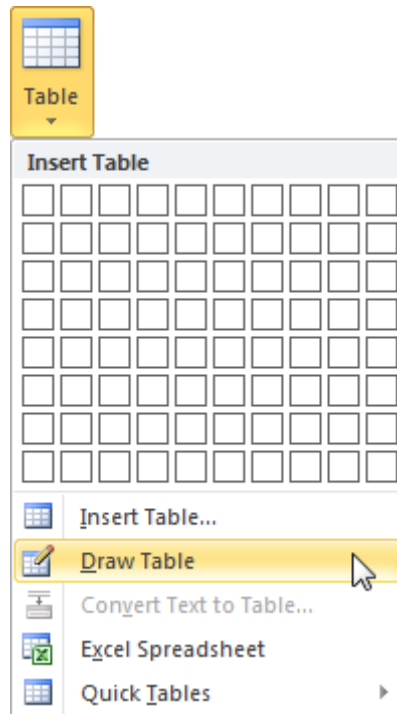 Table
Insert Table
Insert Table...
Draw Table
Convert Text to Table...
Excel Spreadsheet
Quick Tables